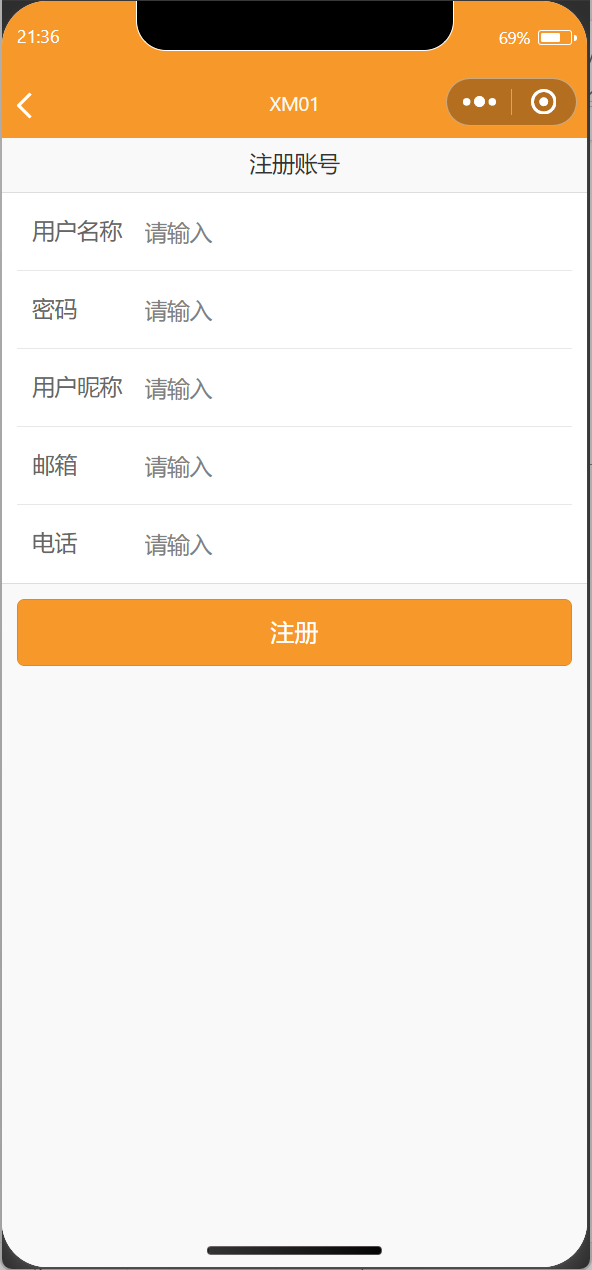 21:36
69%
XM01
注册账号
用户名称 请输入
密码 请输入
用户昵称 请输入
邮箱 请输入
电话 请输入
注册